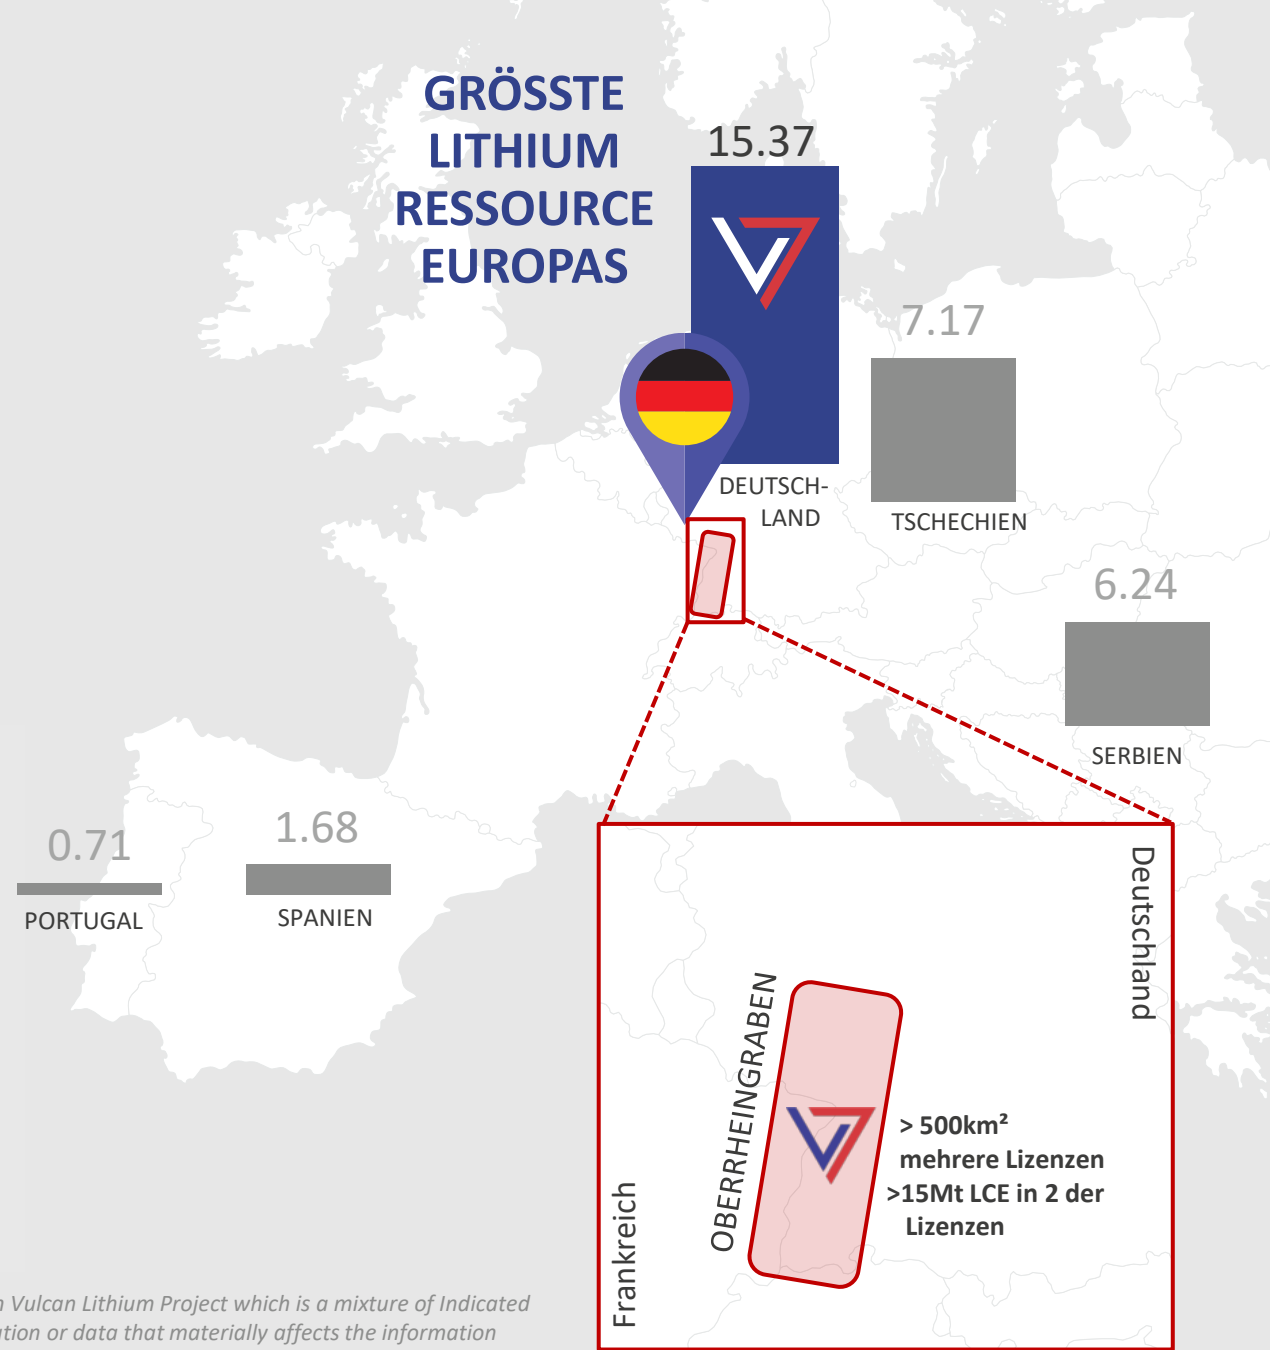 GRÖSSTE
LITHIUM
RESSOURCE
EUROPAS
15.37
DEUTSCH-
LAND
7.17
TSCHECHIEN
6.24
SERBIEN
0.71
PORTUGAL
1.68
SPANIEN
Deutschland
OBERRHEINGRABEN
> 500km²
mehrere Lizenzen
>15Mt LCE in 2 der
Lizenzen
Frankreich
Vulcan Lithium Project which is a mixture of Indicated
or data that materially affects the information